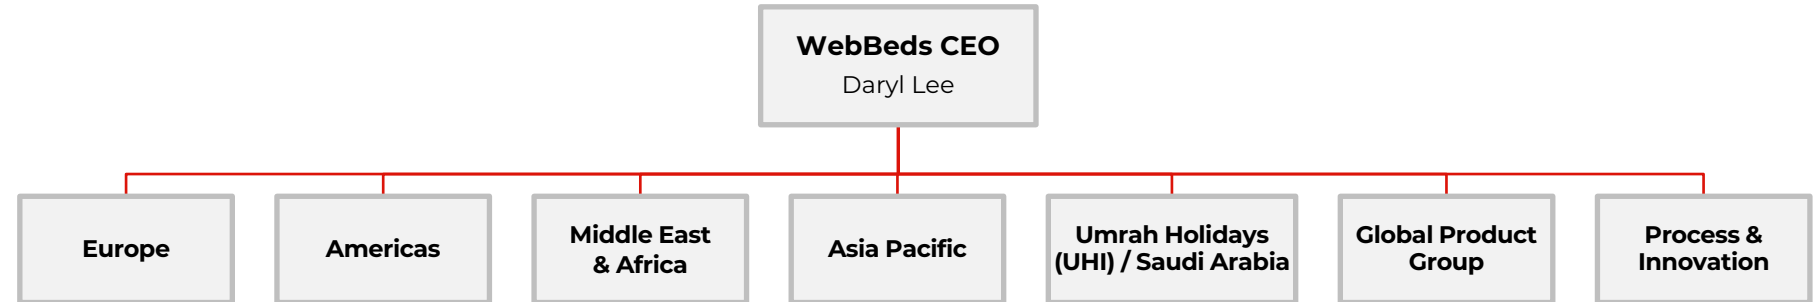 WebBeds CEO
Daryl Lee
Europe
Americas
Middle East
& Africa
Asia Pacific
Umrah Holidays
(UHI) / Saudi Arabia
Global Product
Group
Process &
Innovation